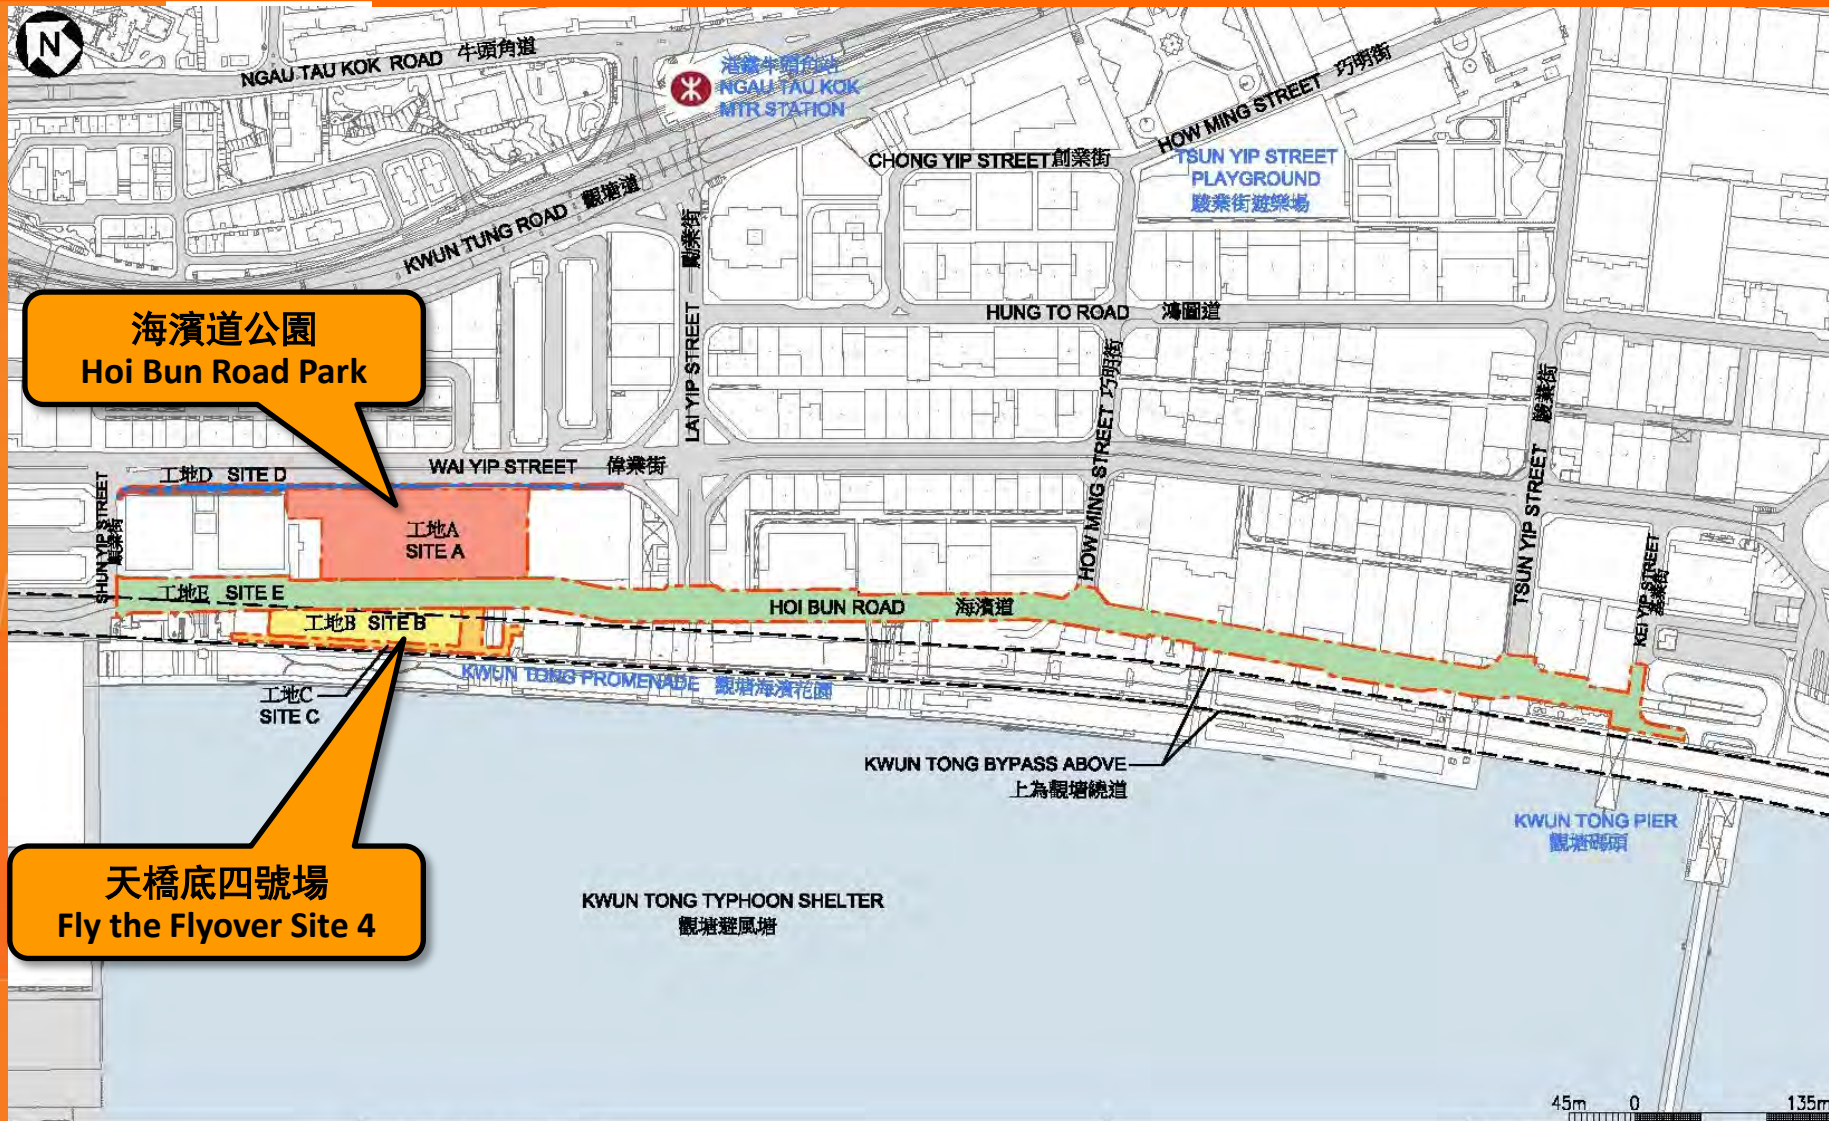 N
NGAU TAU KOK ROAD 牛頭角道
港鐵牛頭角站
NGAU TAU KOK
MTR STATION
HOW MING STREET 巧明街
CHONG YIP STREET 創業街
TSUN YIP STREET
PLAYGROUND
駿業街遊樂場
KWUN TUNG ROAD 觀塘道
勵業街
LAI YIP STREET
HUNG TO ROAD 鴻圖道
海濱道公園
Hoi Bun Road Park
HOW MING STREET 巧明街
TSUN YIP STREET 駿業街
WAI YIP STREET 偉業街
工地D SITE D
SHUN YIP STREET
順業街
工地A
SITE A
KEI YIP STREET
基業街
工地E SITE E
HOI BUN ROAD 海濱道
工地B SITE B
KWUN TONG PROMENADE 觀塘海濱花園
工地C
SITE C
KWUN TONG BYPASS ABOVE
上為觀塘繞道
KWUN TONG PIER
觀塘碼頭
天橋底四號場
Fly the Flyover Site 4
KWUN TONG TYPHOON SHELTER
觀塘避風塘
45m 0 135m